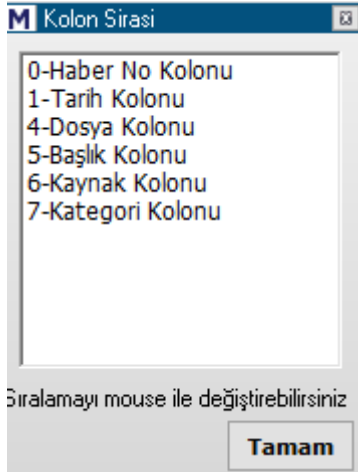 M Kolon Sirasi
0-Haber No Kolonu
1-Tarih Kolonu
4-Dosya Kolonu
5-Başlık Kolonu
6-Kaynak Kolonu
7-Kategori Kolonu
Sıralamayı mouse ile değiştirebilirsiniz
Tamam